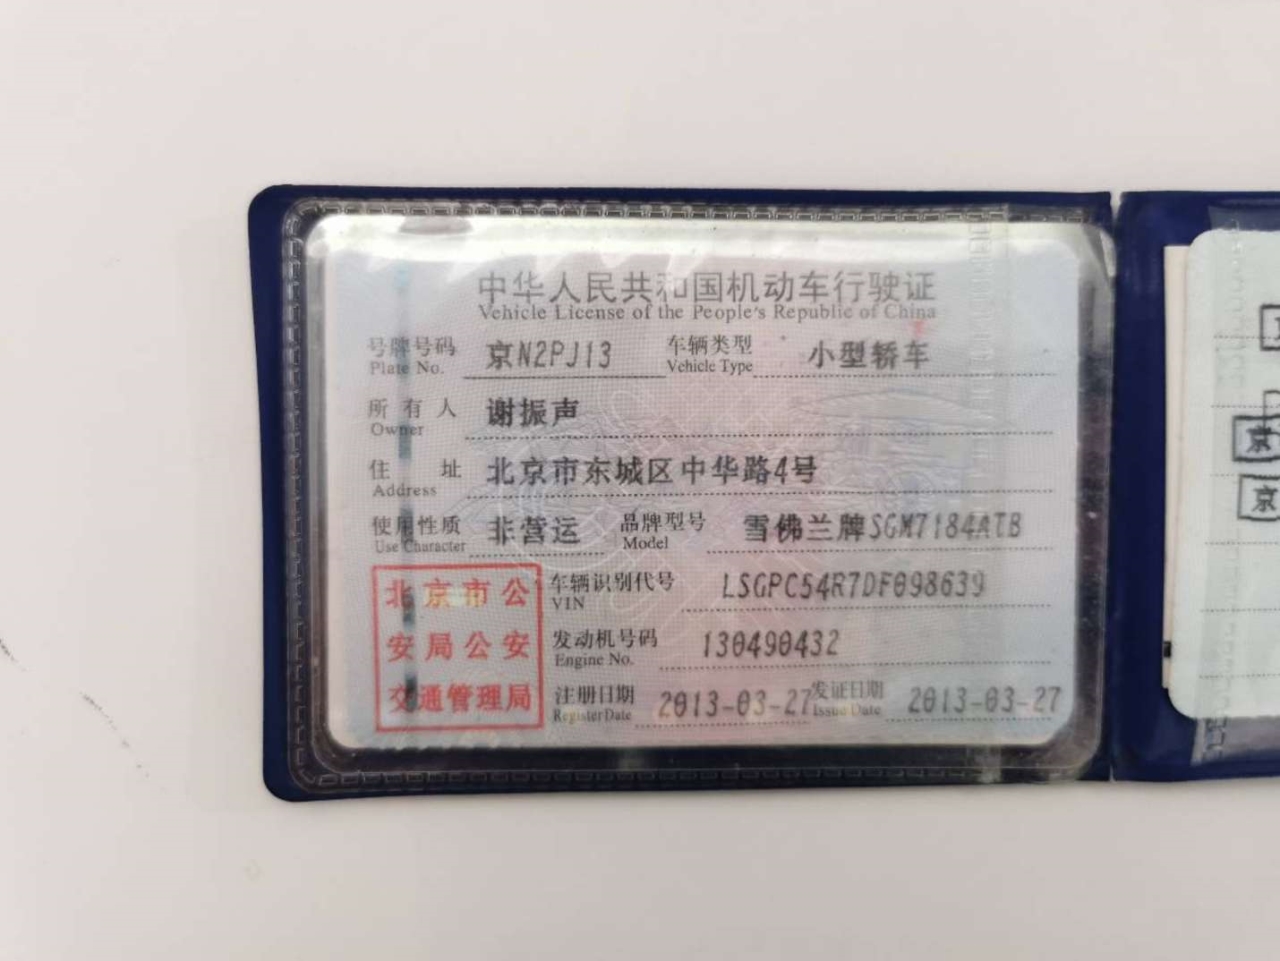 中华人民共和国机动车行驶证
Vehicle License of the People's Republic of China
号牌号码 京N2PJ13 车辆类型 小型轿车
Plate No. Vehicle Type
所有人 谢振声
Owner
住址 北京市东城区中华路4号
Address
使用性质 非营运 品牌型号 雪佛兰牌SGM7184ATB
Use Character Model
北京市公 车辆识别代号 LSGPC54R7DF098639
VIN
安局公安 发动机号码 130490432
Engine No.
交通管理局 注册日期 2013-03-27 发证日期 2013-03-27
Register Date Issue Date
京
京